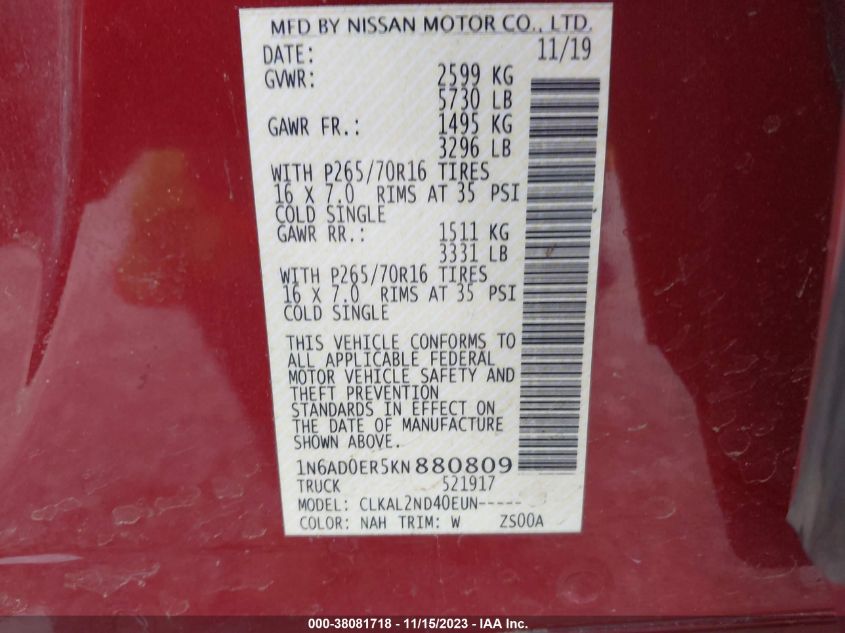 MFD BY NISSAN MOTOR CO., LTD.
DATE: 11/19
GVWR: 2599 KG
5730 LB
GAWR FR.: 1495 KG
3296 LB
WITH P265/70R16 TIRES
16 X 7.0 RIMS AT 35 PSI
COLD SINGLE
GAWR RR.: 1511 KG
3331 LB
WITH P265/70R16 TIRES
16 X 7.0 RIMS AT 35 PSI
COLD SINGLE
THIS VEHICLE CONFORMS TO
ALL APPLICABLE FEDERAL
MOTOR VEHICLE SAFETY AND
THEFT PREVENTION
STANDARDS IN EFFECT ON
THE DATE OF MANUFACTURE
SHOWN ABOVE.
1N6AD0ER5KN880809
TRUCK 521917
MODEL: CLKAL2ND40EUN-----
COLOR: NAH TRIM: W ZS00A
000-38081718 - 11/15/2023 - IAA Inc.